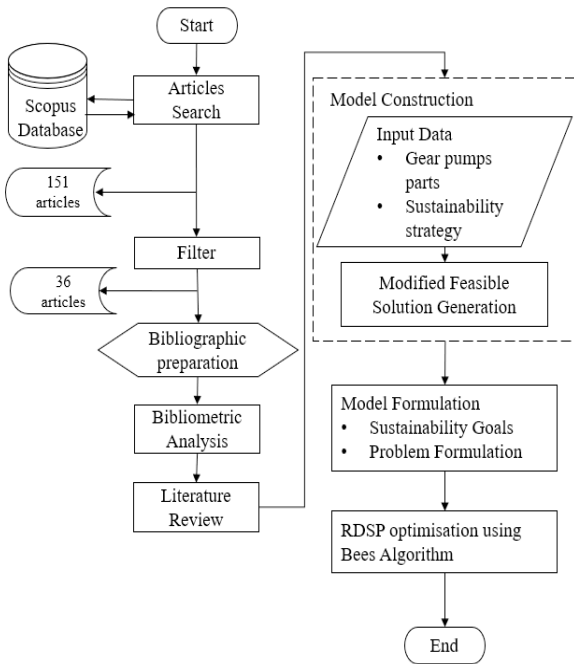 Start
Scopus
Database
Articles
Search
151
articles
Filter
36
articles
Bibliographic
preparation
Bibliometric
Analysis
Literature
Review
Model Construction
Input Data
• Gear pumps
parts
• Sustainability
strategy
Modified Feasible
Solution Generation
Model Formulation
• Sustainability Goals
• Problem Formulation
RDSP optimisation using
Bees Algorithm
End